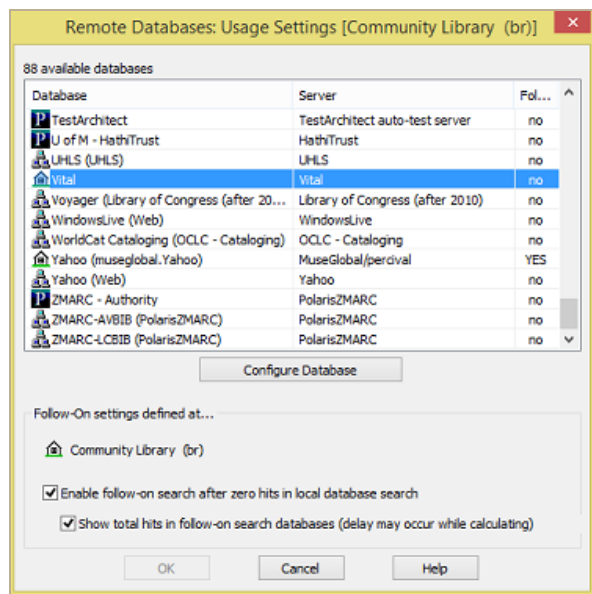 Remote Databases: Usage Settings [Community Library (br)]
88 available databases
Database Server Fol...
TestArchitect TestArchitect auto-test server no
U of M - HathiTrust HathiTrust no
UHLS (UHLS) UHLS no
Vital Vital no
Voyager (Library of Congress (after 20... Library of Congress (after 2010) no
WindowsLive (Web) WindowsLive no
WorldCat Cataloging (OCLC - Cataloging) OCLC - Cataloging no
Yahoo (museglobal.Yahoo) MuseGlobal/percival YES
Yahoo (Web) Yahoo no
ZMARC - Authority PolarisZMARC no
ZMARC-AVBIB (PolarisZMARC) PolarisZMARC no
ZMARC-LCBIB (PolarisZMARC) PolarisZMARC no
Configure Database
Follow-On settings defined at...
Community Library (br)
Enable follow-on search after zero hits in local database search
Show total hits in follow-on search databases (delay may occur while calculating)
OK Cancel Help